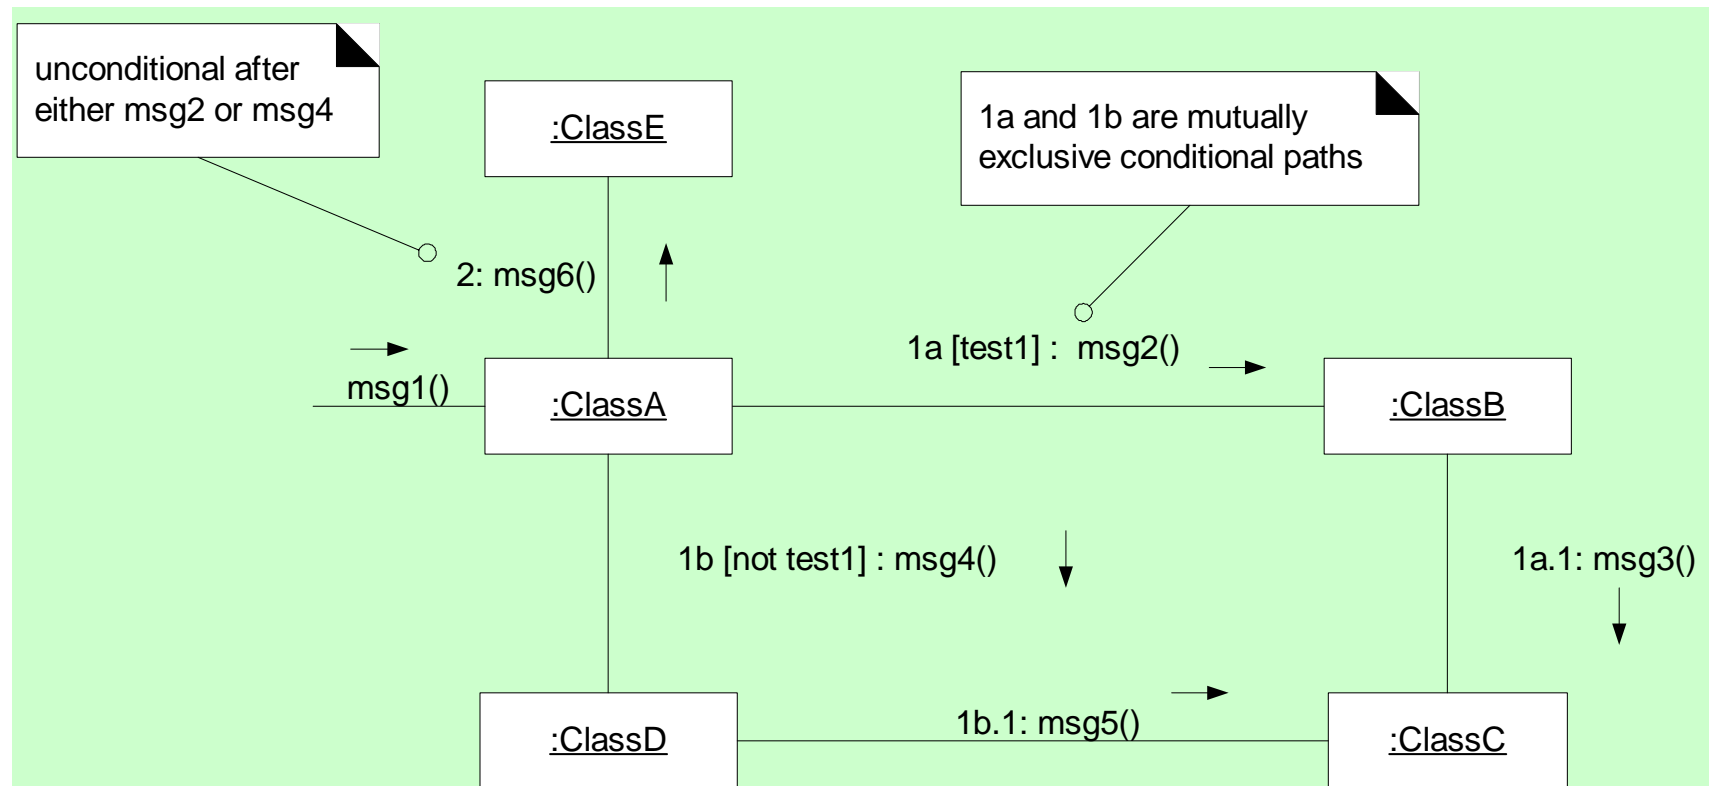 unconditional after
either msg2 or msg4
:ClassE
1a and 1b are mutually
exclusive conditional paths
2: msg6()
1a [test1] :  msg2()
msg1()
:ClassA
:ClassB
1b [not test1] : msg4()
1a.1: msg3()
:ClassD
1b.1: msg5()
:ClassC